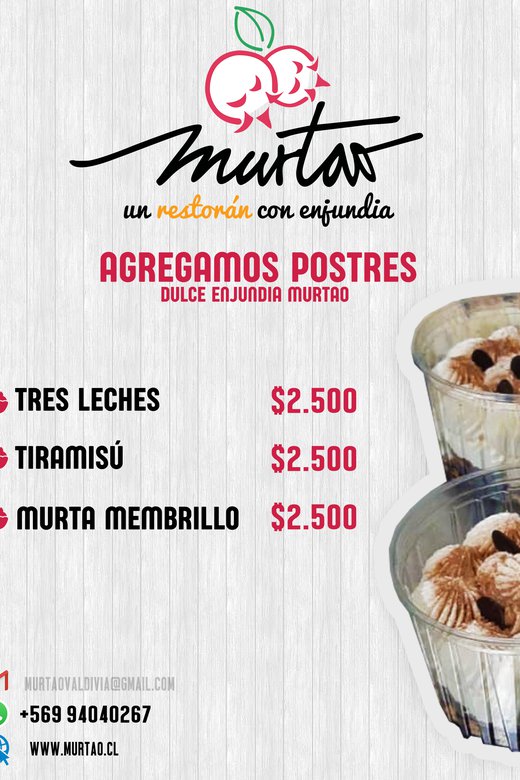 murtao
un restorán con enjundia
AGREGAMOS POSTRES
DULCE ENJUNDIA MURTAO
TRES LECHES $2.500
TIRAMISÚ $2.500
MURTA MEMBRILLO $2.500
MURTAOVALDIVIA@GMAIL.COM
+569 94040267
WWW.MURTAO.CL